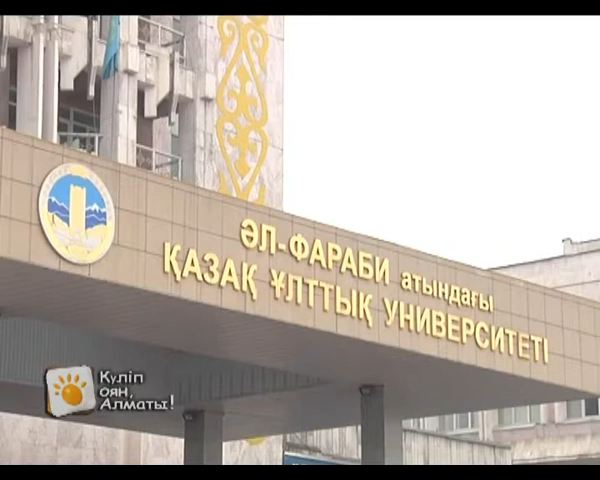 ӘЛ-ФАРАБИ атындағы
ҚАЗАҚ ҰЛТТЫҚ УНИВЕРСИТЕТІ
Күліп
оян,
Алматы!